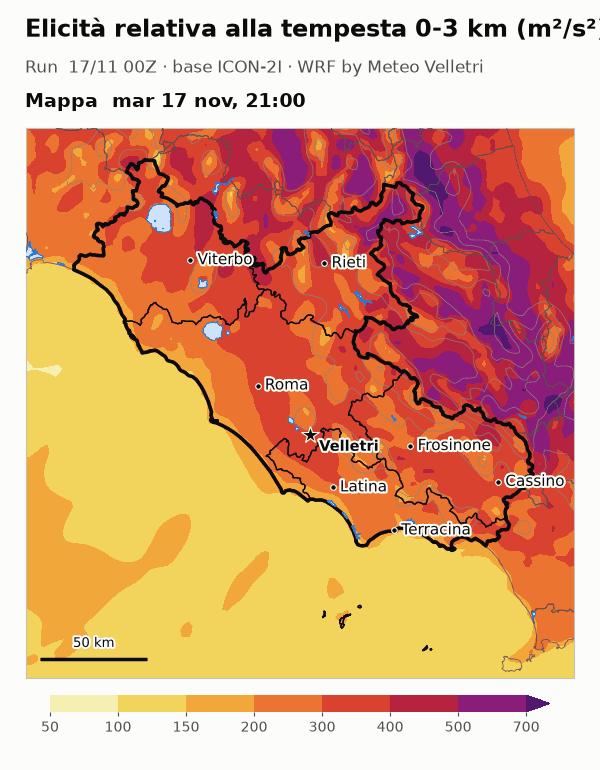 Elicità relativa alla tempesta 0-3 km (m²/s²)
Run  17/11 00Z · base ICON-2I · WRF by Meteo Velletri
Mappa  mar 17 nov, 21:00
Viterbo
Rieti
Roma
Velletri
Frosinone
Cassino
Latina
Terracina
50 km
50 100 150 200 300 400 500 700